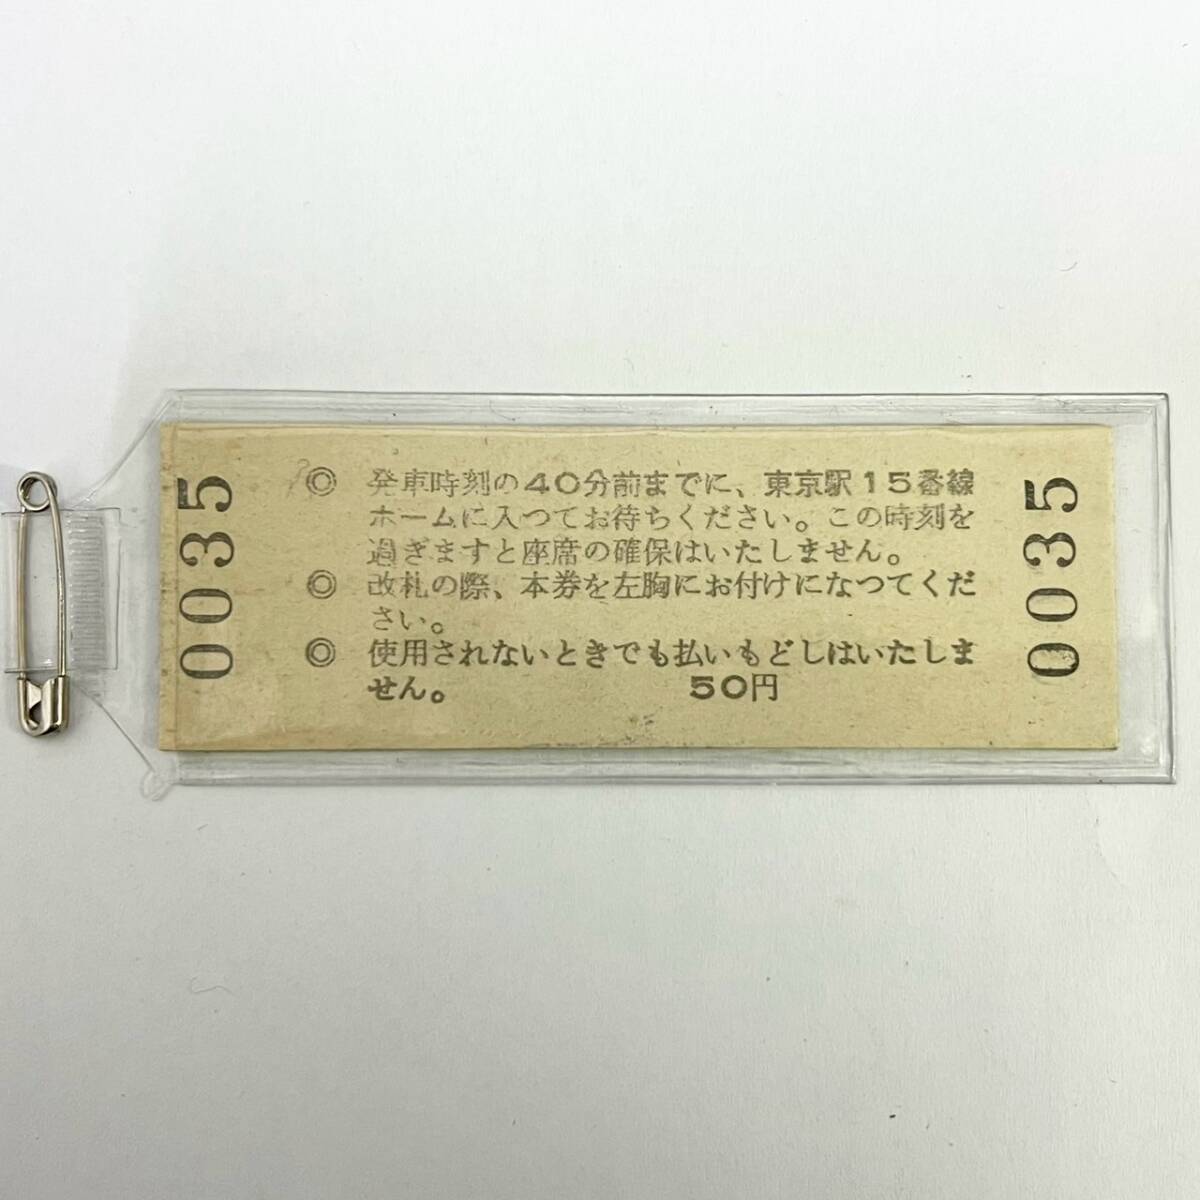 ◎ 発車時刻の40分前までに、東京駅15番線
ホームに入つてお待ちください。この時刻を
過ぎますと座席の確保はいたしません。
◎ 改札の際、本券を左胸にお付けになつてくだ
さい。
◎ 使用されないときでも払いもどしはいたしま
せん。 50円
0035
0035